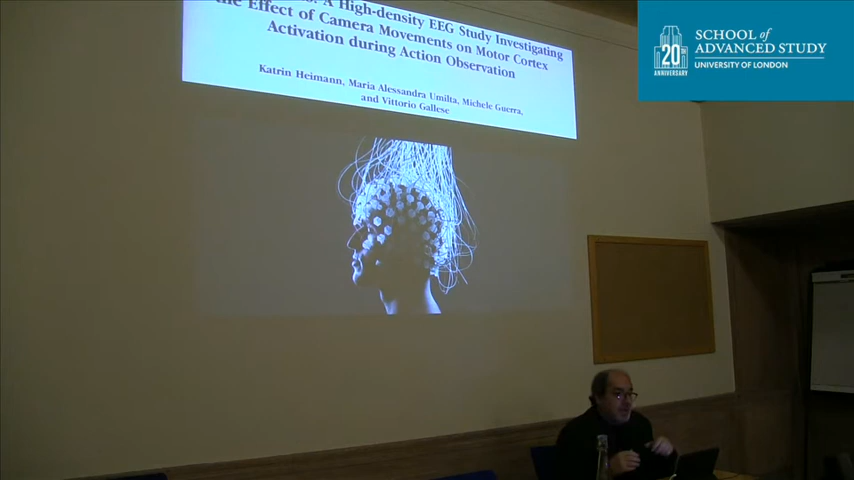 A High-density EEG Study Investigating
the Effect of Camera Movements on Motor Cortex
Activation during Action Observation
Katrin Heimann, Maria Alessandra Umiltà, Michele Guerra,
and Vittorio Gallese
SCHOOL of
ADVANCED STUDY
UNIVERSITY OF LONDON
20
ANNIVERSARY